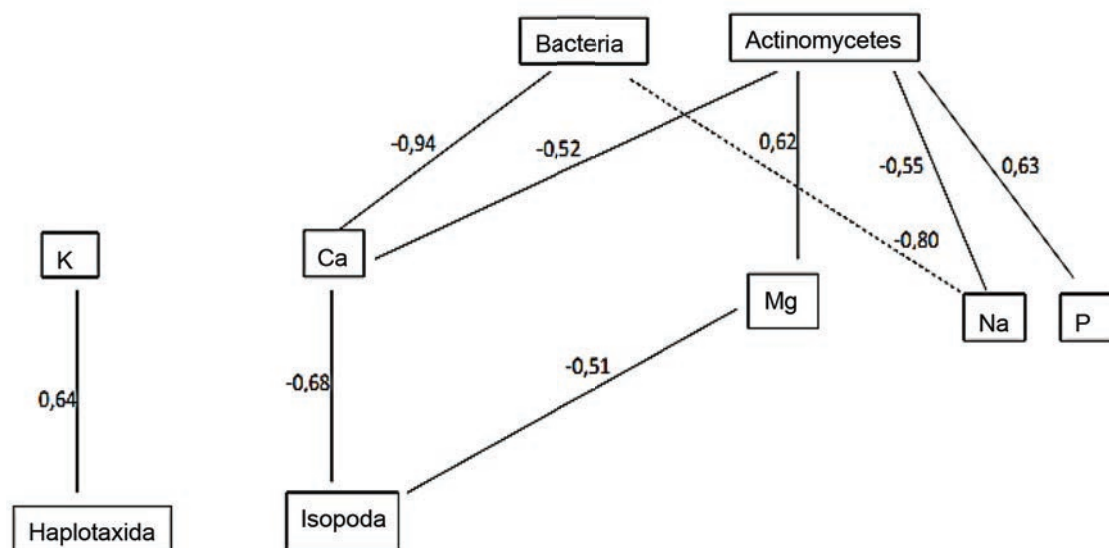 Bacteria
Actinomycetes
-0,94
-0,52
0,62
-0,55
0,63
-0,80
K
Ca
Mg
Na
P
0,64
-0,68
-0,51
Haplotaxida
Isopoda